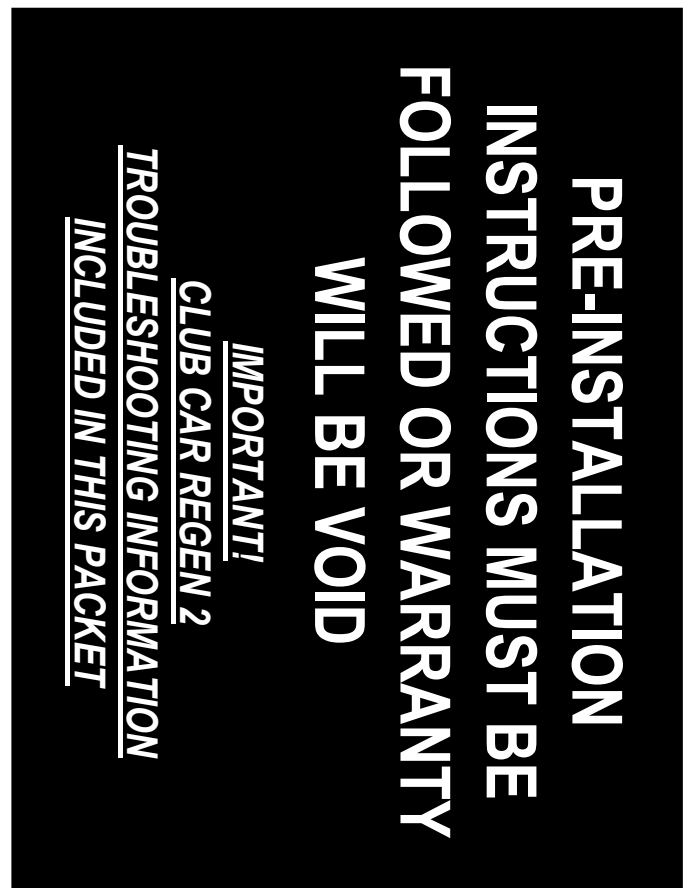 PRE-INSTALLATION
INSTRUCTIONS MUST BE
FOLLOWED OR WARRANTY
WILL BE VOID
IMPORTANT!
CLUB CAR REGEN 2
TROUBLESHOOTING INFORMATION
INCLUDED IN THIS PACKET